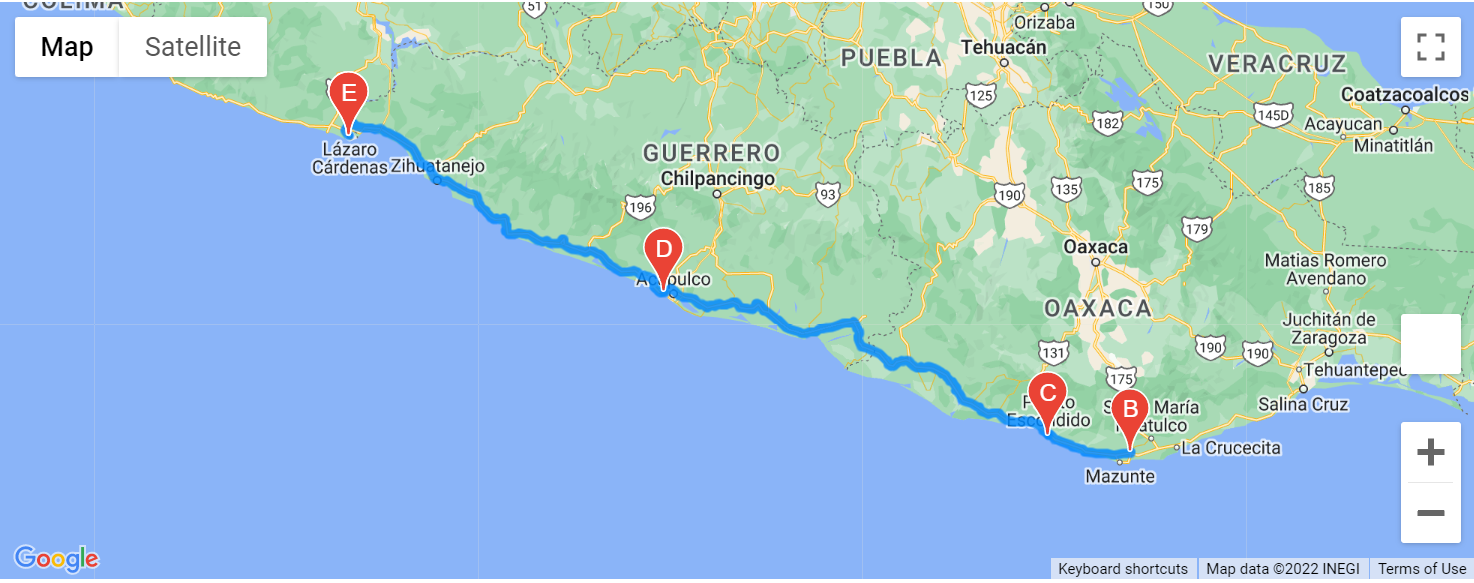 COLIMA
51
150
Orizaba
Map
Satellite
Tehuacán
PUEBLA
VERACRUZ
Coatzacoalcos
E
125
145D
182
Acayucan
Minatitlán
Lázaro
Cárdenas
Zihuatanejo
GUERRERO
Chilpancingo
196
93
190
135
175
185
179
D
Acapulco
Oaxaca
Matias Romero
Avendano
OAXACA
Juchitán de
Zaragoza
131
190
190
175
Tehuantepec
C
B
Salina Cruz
Escondido
María
La Crucecita
Mazunte
Google
Keyboard shortcuts
Map data ©2022 INEGI
Terms of Use